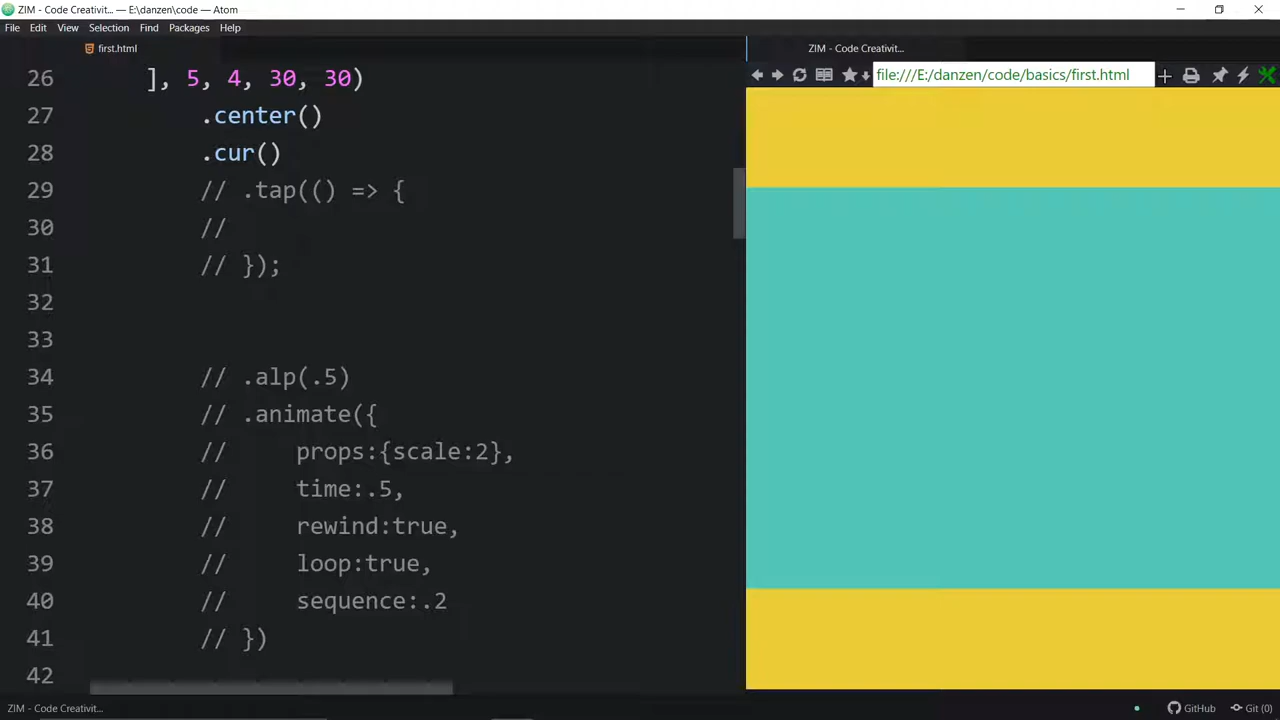 ZIM - Code Creativit... — E:\danzen\code — Atom
File Edit View Selection Find Packages Help
first.html
ZIM - Code Creativit...
file:///E:/danzen/code/basics/first.html
26 ], 5, 4, 30, 30)
27 .center()
28 .cur()
29 // .tap(() => {
30 //
31 // });
32
33
34 // .alp(.5)
35 // .animate({
36 // props:{scale:2},
37 // time:.5,
38 // rewind:true,
39 // loop:true,
40 // sequence:.2
41 // })
42
ZIM - Code Creativit...
GitHub
Git (0)